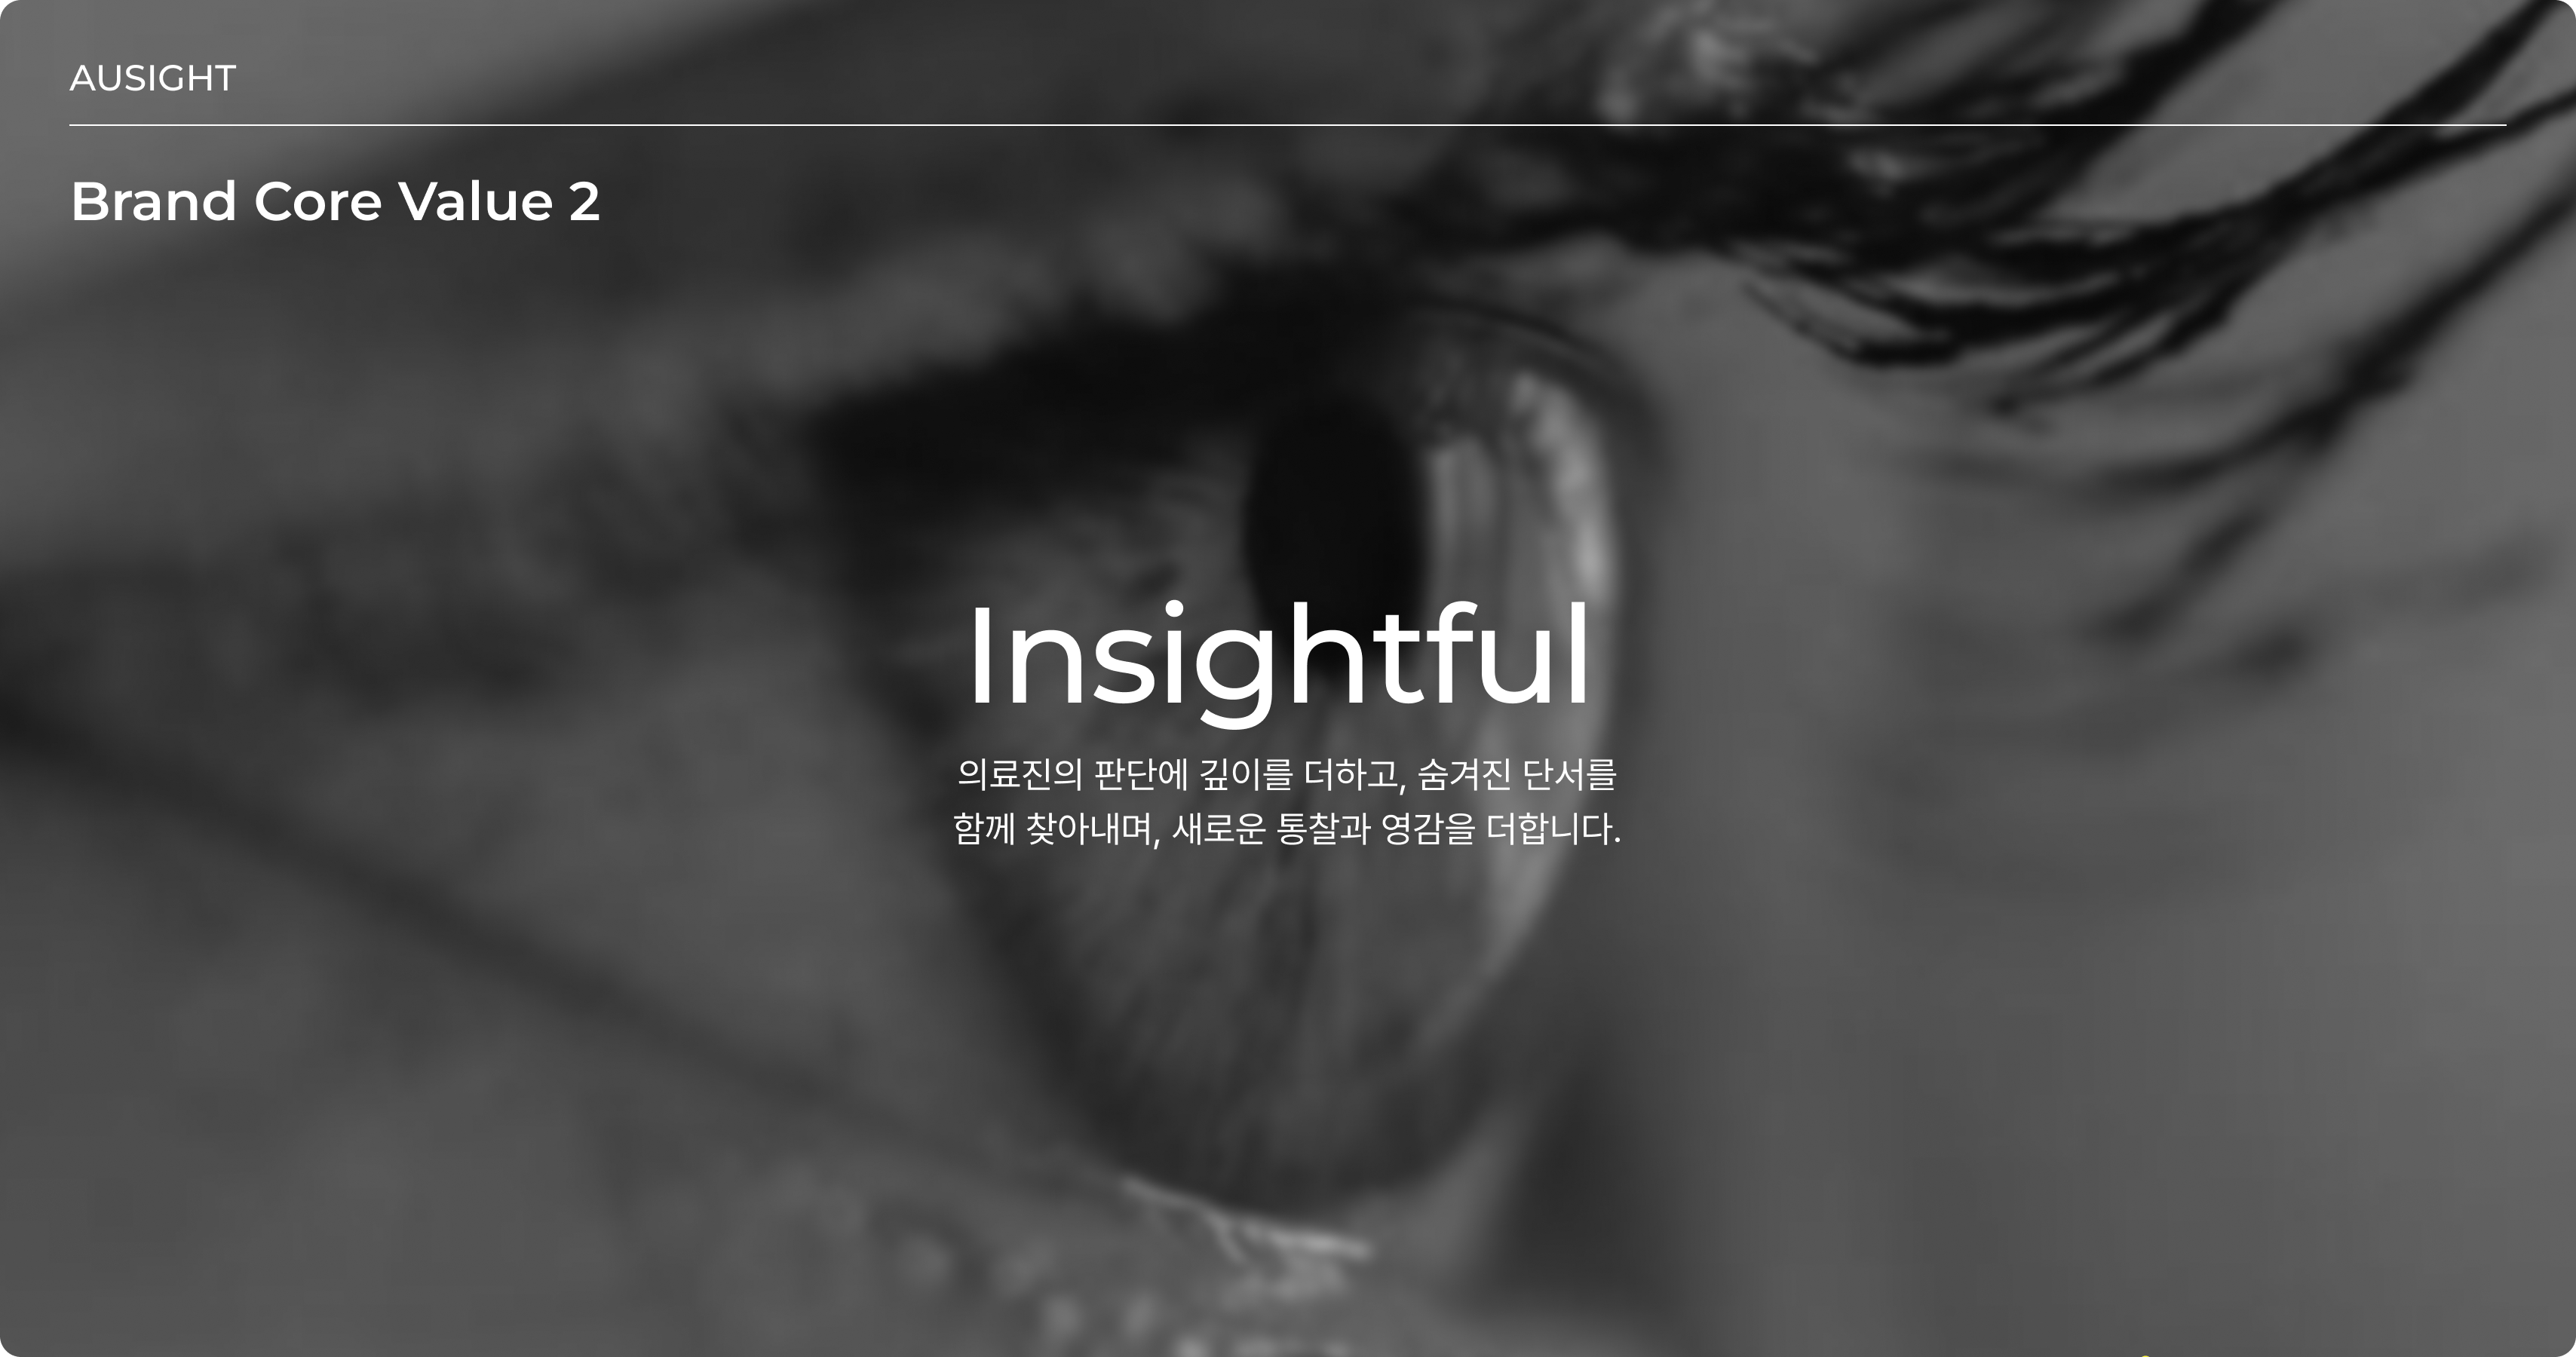 AUSIGHT
Brand Core Value 2
Insightful
의료진의 판단에 깊이를 더하고, 숨겨진 단서를
함께 찾아내며, 새로운 통찰과 영감을 더합니다.